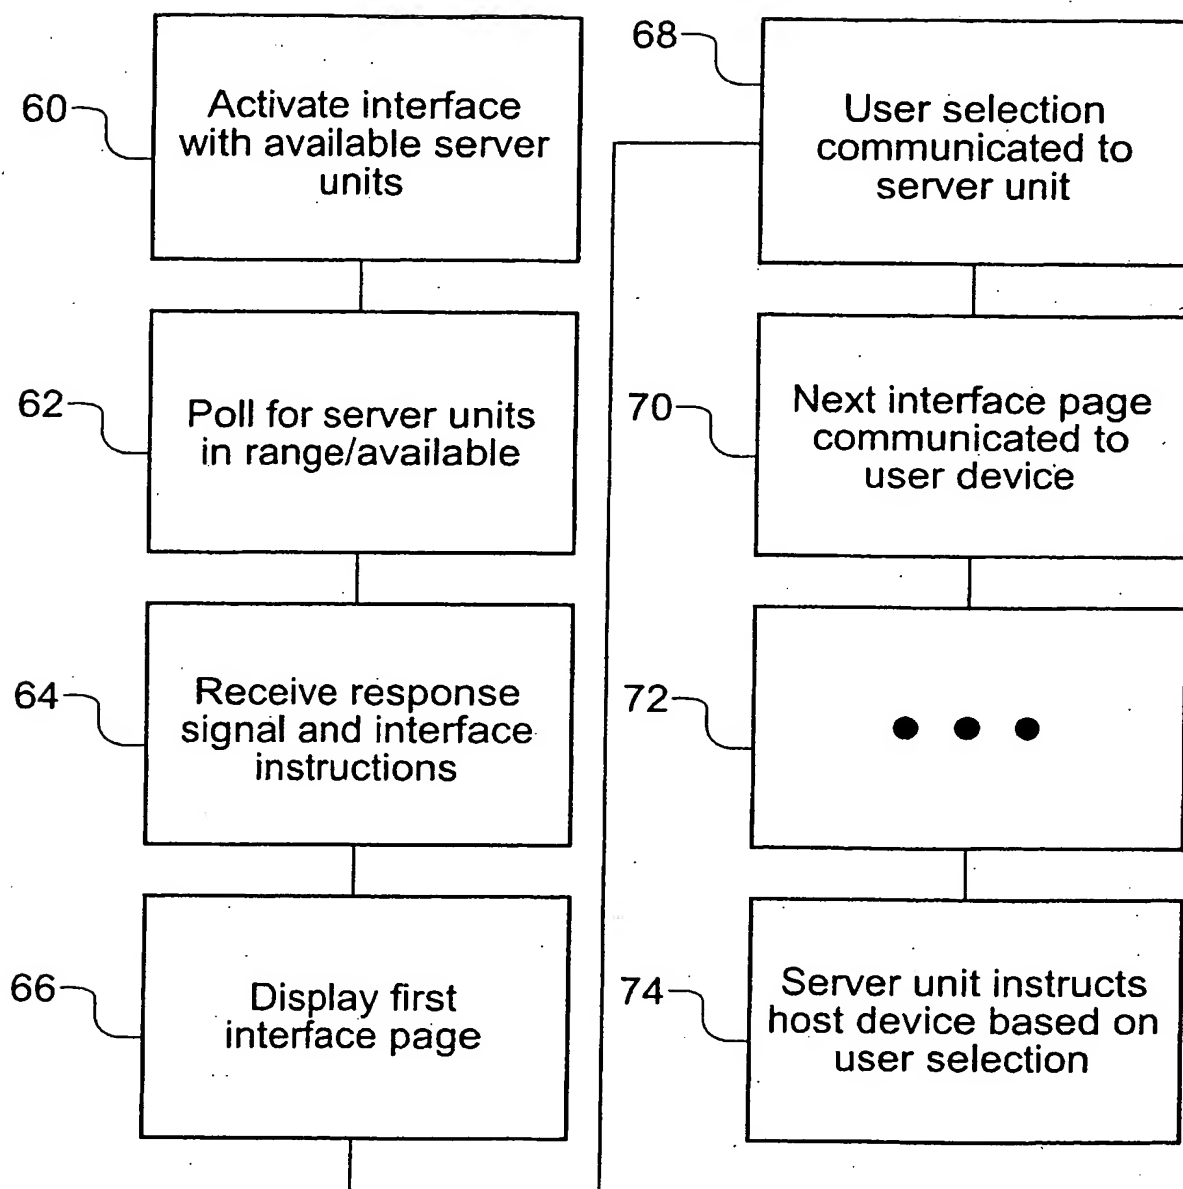 60
Activate interface
with available server
units
62
Poll for server units
in range/available
64
Receive response
signal and interface
instructions
66
Display first
interface page
68
User selection
communicated to
server unit
70
Next interface page
communicated to
user device
72
• • •
74
Server unit instructs
host device based on
user selection